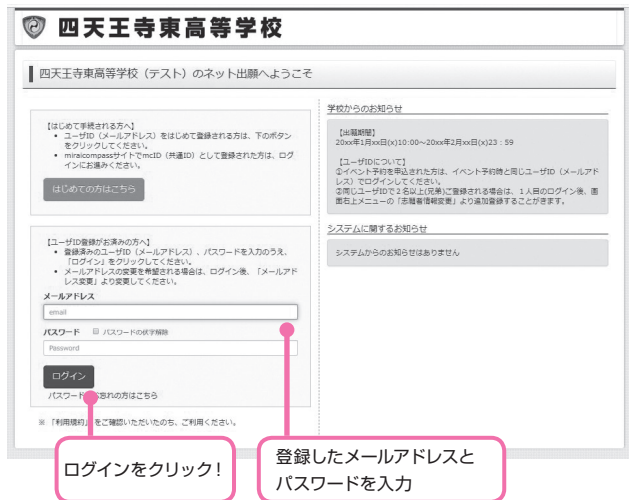 四天王寺東高等学校
四天王寺東高等学校（テスト）のネット出願へようこそ
【はじめて手続される方へ】
• ユーザID（メールアドレス）をはじめて登録される方は、下のボタン
をクリックしてください。
• miraicompassサイトでmcID（共通ID）として登録された方は、ログ
インにお進みください。
はじめての方はこちら
【ユーザID登録がお済みの方へ】
• 登録済みのユーザID（メールアドレス）、パスワードを入力のうえ、
「ログイン」をクリックしてください。
• メールアドレスの変更を希望される場合は、ログイン後、「メールアド
レス変更」より変更してください。
メールアドレス
email
パスワード パスワードの伏字解除
Password
ログイン
パスワードをお忘れの方はこちら
※ 「利用規約」をご確認いただいたのち、ご利用ください。
学校からのお知らせ
【出願期間】
20xx年1月xx日(x)10:00～20xx年2月xx日(x)23：59
【ユーザIDについて】
①イベント予約を申込された方は、イベント予約時と同じユーザID（メールアド
レス）でログインしてください。
②同じユーザIDで２名以上(兄弟)ご登録される場合は、１人目のログイン後、画
面右上メニューの「志願者情報変更」より追加登録することができます。
システムに関するお知らせ
システムからのお知らせはありません
ログインをクリック！
登録したメールアドレスと
パスワードを入力